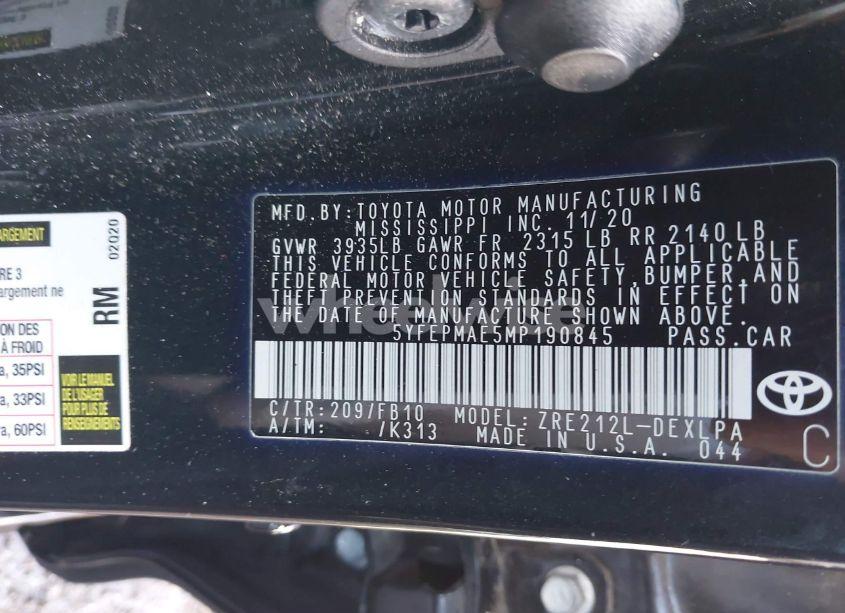 ARGEMENT
RE 3
argement ne
ION DES
À FROID
a, 35PSI
a, 33PSI
a, 60PSI
02020
RM
VOIR LE MANUEL
DE L'USAGER
POUR PLUS DE
RENSEIGNEMENTS
MFD. BY: TOYOTA MOTOR MANUFACTURING
MISSISSIPPI INC. 11/20
GVWR 3935LB GAWR FR 2315 LB RR 2140 LB
THIS VEHICLE CONFORMS TO ALL APPLICABLE
FEDERAL MOTOR VEHICLE SAFETY, BUMPER, AND
THEFT PREVENTION STANDARDS IN EFFECT ON
THE DATE OF MANUFACTURE SHOWN ABOVE.
5YFEPMAE5MP190845 PASS.CAR
C/TR: 209/FB10 MODEL: ZRE212L-DEXLPA
A/TM: /K313 MADE IN U.S.A. 044
C